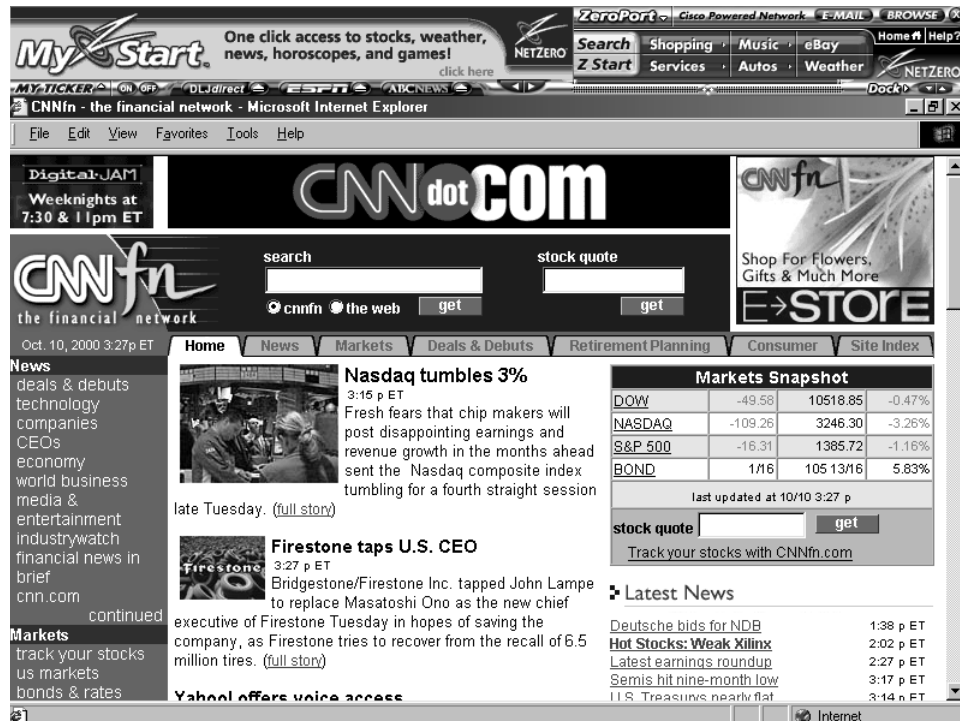 ZeroPort Cisco Powered Network E-MAIL BROWSE
My Start. One click access to stocks, weather,
news, horoscopes, and games!
click here
NETZERO
Search Shopping Music eBay
Z Start Services Autos Weather
Home Help?
NETZERO
MY-TICKER ON OFF DLJdirect ESPN ABCNEWS Dock
CNNfn - the financial network - Microsoft Internet Explorer
File Edit View Favorites Tools Help
Digital JAM
Weeknights at
7:30 & 11pm ET
CNN dot COM
CNNfn
Shop For Flowers,
Gifts & Much More
E→STORE
CNNfn
the financial network
search
stock quote
cnnfn the web get
get
Oct. 10, 2000 3:27p ET
Home News Markets Deals & Debuts Retirement Planning Consumer Site Index
News
deals & debuts
technology
companies
CEOs
economy
world business
media &
entertainment
industrywatch
financial news in
brief
cnn.com
continued
Markets
track your stocks
us markets
bonds & rates
Nasdaq tumbles 3%
3:15 p ET
Fresh fears that chip makers will
post disappointing earnings and
revenue growth in the months ahead
sent the Nasdaq composite index
tumbling for a fourth straight session
late Tuesday. (full story)
Firestone
Firestone taps U.S. CEO
3:27 p ET
Bridgestone/Firestone Inc. tapped John Lampe
to replace Masatoshi Ono as the new chief
executive of Firestone Tuesday in hopes of saving the
company, as Firestone tries to recover from the recall of 6.5
million tires. (full story)
Yahoo! offers voice access
Markets Snapshot
DOW -49.58 10518.85 -0.47%
NASDAQ -109.26 3246.30 -3.26%
S&P 500 -16.31 1385.72 -1.16%
BOND 1/16 105 13/16 5.83%
last updated at 10/10 3:27 p
stock quote get
Track your stocks with CNNfn.com
Latest News
Deutsche bids for NDB 1:38 p ET
Hot Stocks: Weak Xilinx 2:02 p ET
Latest earnings roundup 2:27 p ET
Semis hit nine-month low 3:17 p ET
U.S. Treasurys nearly flat 3:14 p ET
Internet